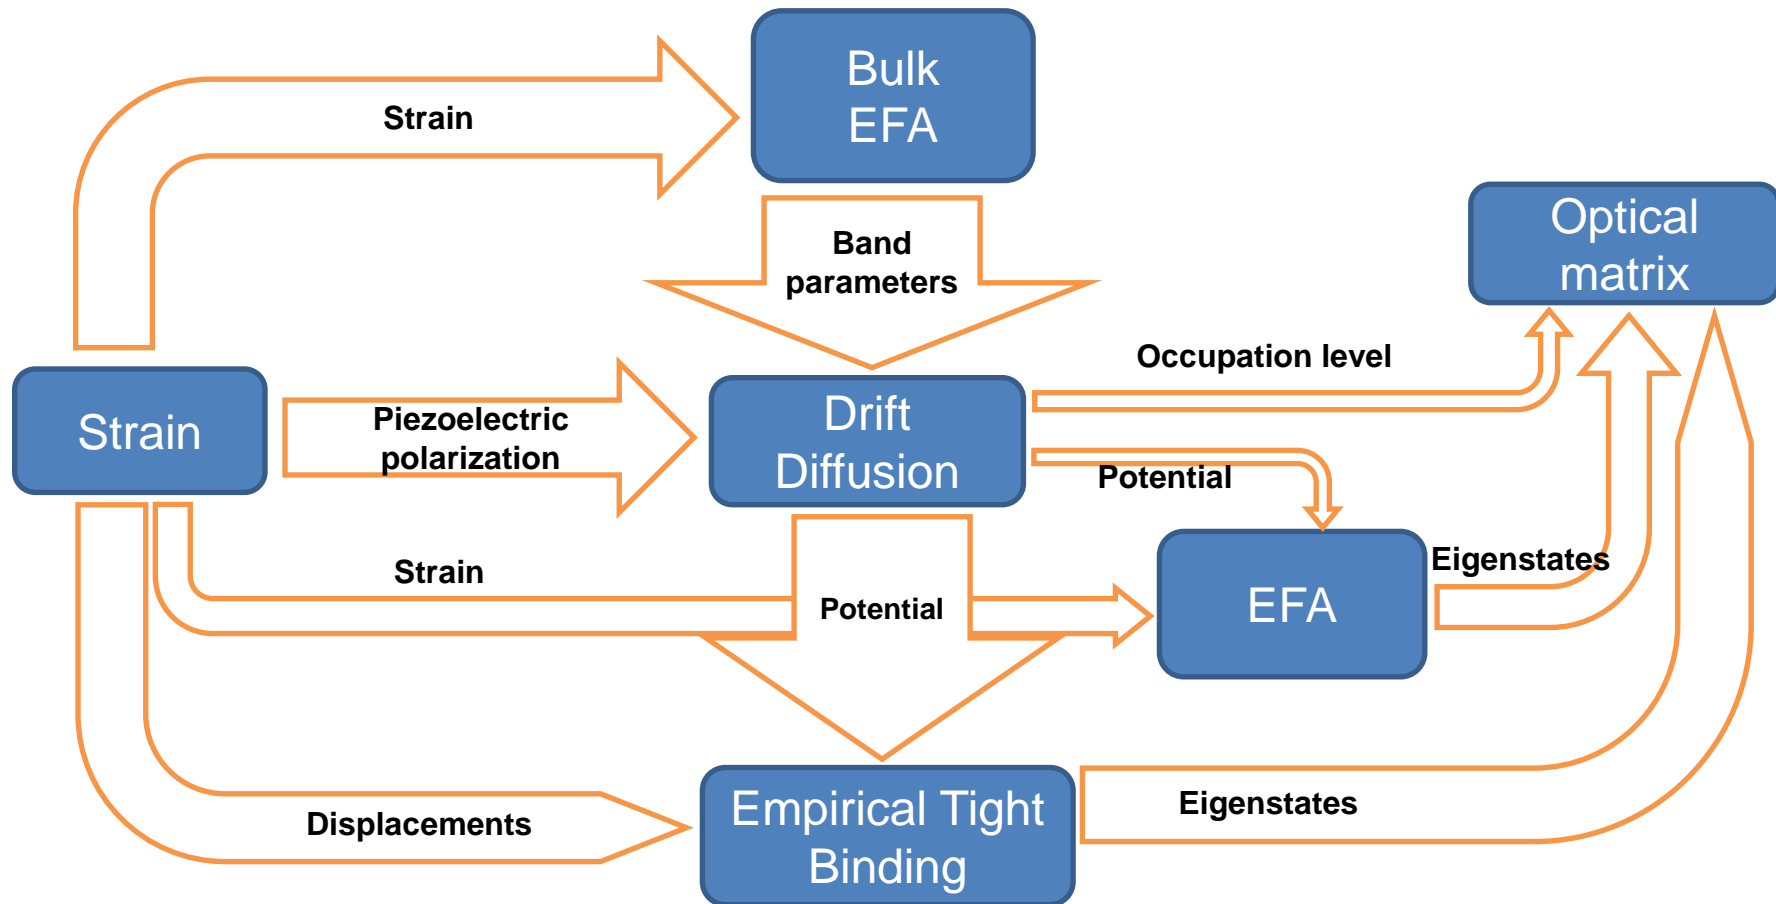 Bulk
EFA
Strain
Band
parameters
Optical
matrix
Occupation level
Strain
Piezoelectric
polarization
Drift
Diffusion
Potential
Strain
Potential
EFA
Eigenstates
Displacements
Empirical Tight
Binding
Eigenstates